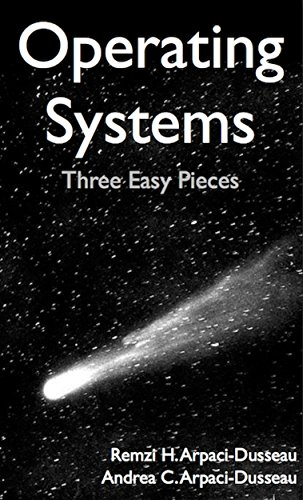 Operating
Systems
Three Easy Pieces
Remzi H. Arpaci-Dusseau
Andrea C. Arpaci-Dusseau